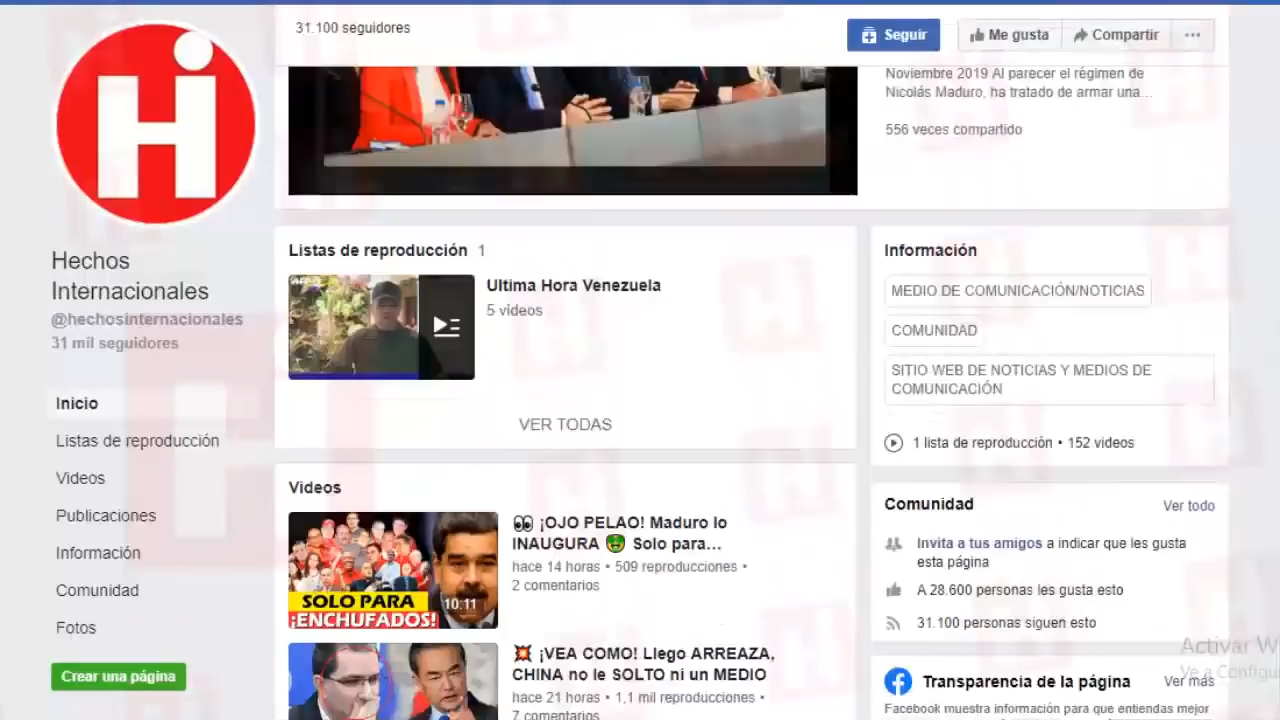 31.100 seguidores
Seguir
Me gusta
Compartir
Noviembre 2019 Al parecer el régimen de
Nicolás Maduro, ha tratado de armar una...
556 veces compartido
Hi
Hechos
Internacionales
@hechosinternacionales
31 mil seguidores
Inicio
Listas de reproducción
Videos
Publicaciones
Información
Comunidad
Fotos
Crear una página
Listas de reproducción 1
Ultima Hora Venezuela
5 videos
VER TODAS
Videos
SOLO PARA
¡ENCHUFADOS!
10:11
¡OJO PELAO! Maduro lo
INAUGURA Solo para...
hace 14 horas • 509 reproducciones •
2 comentarios
¡VEA COMO! Llego ARREAZA,
CHINA no le SOLTO ni un MEDIO
hace 21 horas • 1,1 mil reproducciones •
7 comentarios
Información
MEDIO DE COMUNICACIÓN/NOTICIAS
COMUNIDAD
SITIO WEB DE NOTICIAS Y MEDIOS DE
COMUNICACIÓN
1 lista de reproducción • 152 videos
Comunidad
Ver todo
Invita a tus amigos a indicar que les gusta
esta página
A 28.600 personas les gusta esto
31.100 personas siguen esto
Activar W
Ve a Configu
Transparencia de la página
Ver más
Facebook muestra información para que entiendas mejor